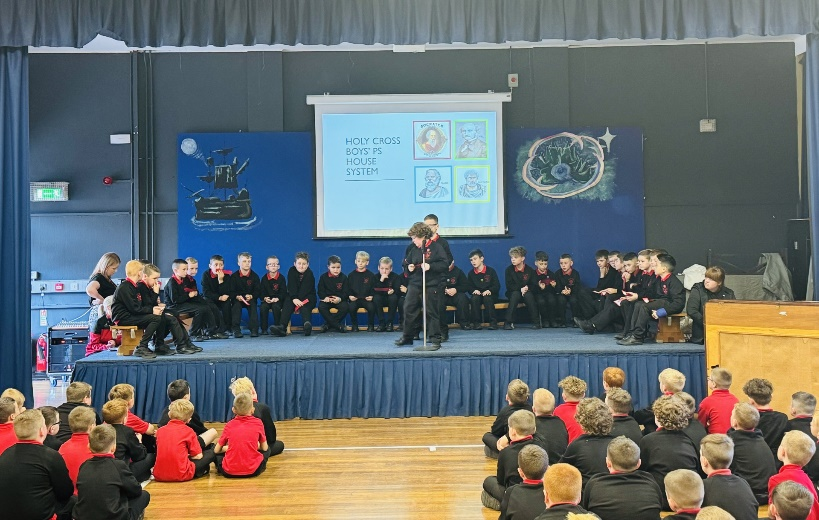 HOLY CROSS
BOYS' PS
HOUSE
SYSTEM